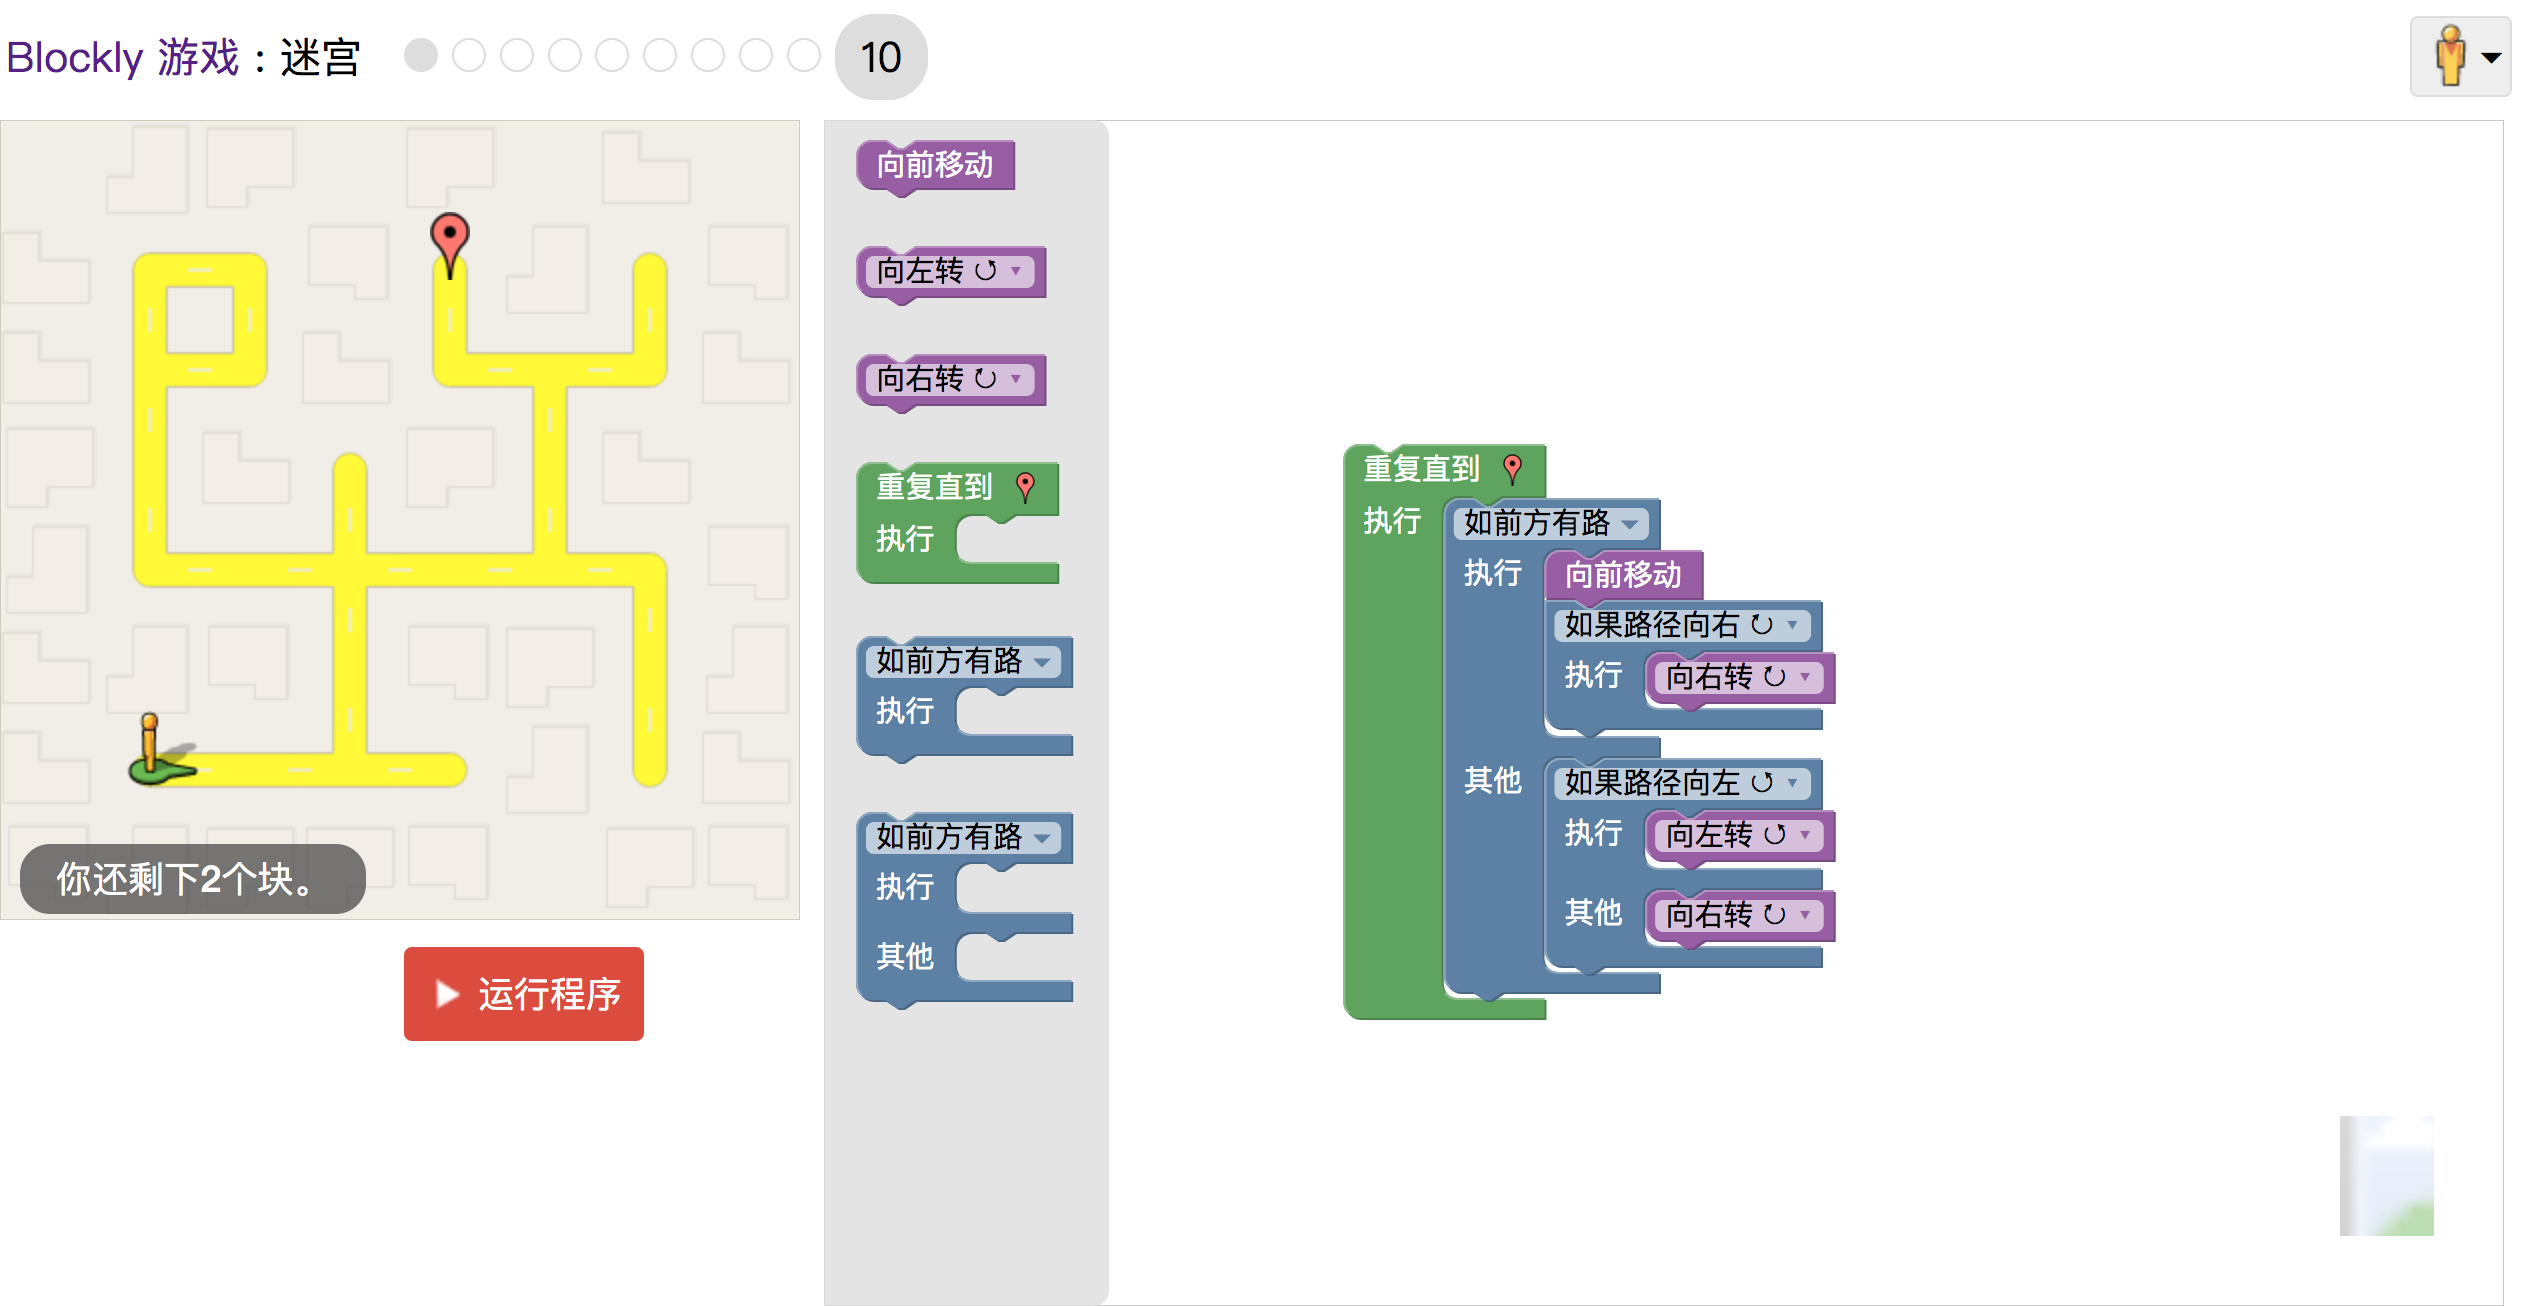 Blockly 游戏 : 迷宫 10
你还剩下2个块。
运行程序
向前移动
向左转 ↺ ▾
向右转 ↻ ▾
重复直到
执行
如前方有路
执行
如前方有路
执行
其他
重复直到
执行
如前方有路
执行
向前移动
如果路径向右 ↻ ▾
执行
向右转 ↻ ▾
其他
如果路径向左 ↺ ▾
执行
向左转 ↺ ▾
其他
向右转 ↻ ▾